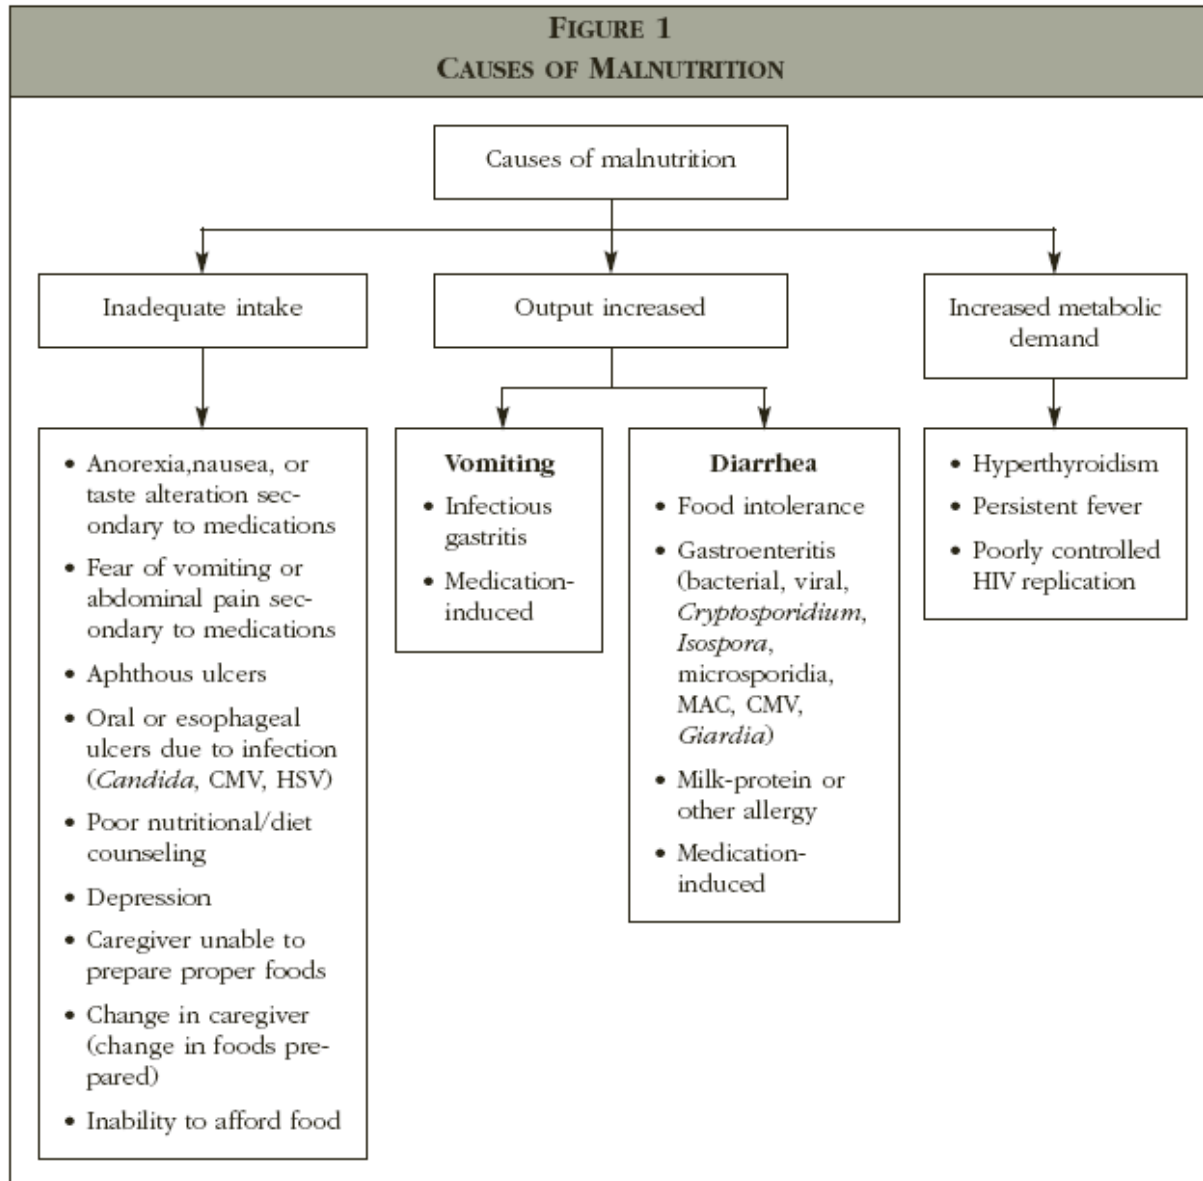 FIGURE 1
CAUSES OF MALNUTRITION
Causes of malnutrition
Inadequate intake
Output increased
Increased metabolic
demand
• Anorexia,nausea, or
taste alteration sec-
ondary to medications
• Fear of vomiting or
abdominal pain sec-
ondary to medications
• Aphthous ulcers
• Oral or esophageal
ulcers due to infection
(Candida, CMV, HSV)
• Poor nutritional/diet
counseling
• Depression
• Caregiver unable to
prepare proper foods
• Change in caregiver
(change in foods pre-
pared)
• Inability to afford food
Vomiting
• Infectious
gastritis
• Medication-
induced
Diarrhea
• Food intolerance
• Gastroenteritis
(bacterial, viral,
Cryptosporidium,
Isospora,
microsporidia,
MAC, CMV,
Giardia)
• Milk-protein or
other allergy
• Medication-
induced
• Hyperthyroidism
• Persistent fever
• Poorly controlled
HIV replication